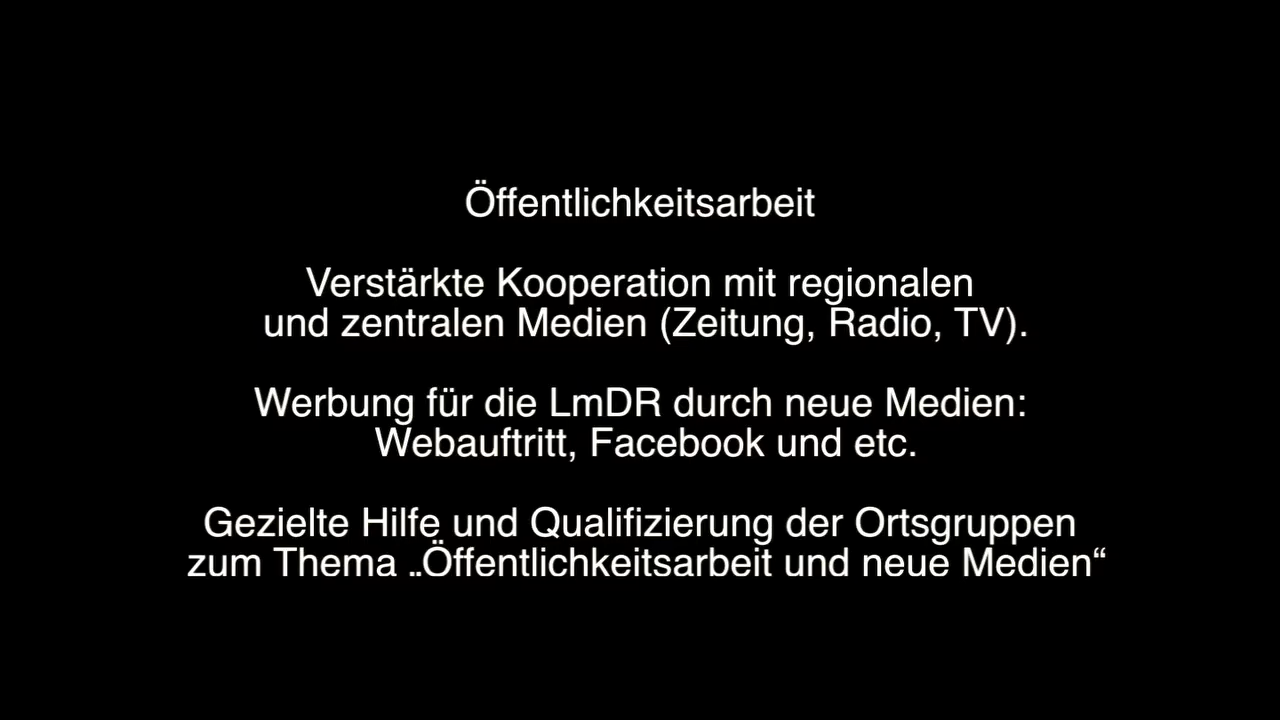 Öffentlichkeitsarbeit
Verstärkte Kooperation mit regionalen
und zentralen Medien (Zeitung, Radio, TV).
Werbung für die LmDR durch neue Medien:
Webauftritt, Facebook und etc.
Gezielte Hilfe und Qualifizierung der Ortsgruppen
zum Thema „Öffentlichkeitsarbeit und neue Medien“